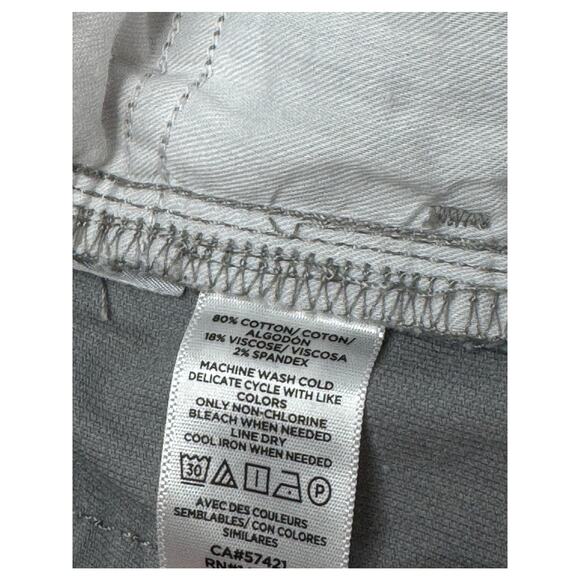 80% COTTON/ COTON/
ALGODÓN
18% VISCOSE/ VISCOSA
2% SPANDEX
MACHINE WASH COLD
DELICATE CYCLE WITH LIKE
COLORS
ONLY NON-CHLORINE
BLEACH WHEN NEEDED
LINE DRY
COOL IRON WHEN NEEDED
30 P
AVEC DES COULEURS
SEMBLABLES/ CON COLORES
SIMILARES
CA#57421